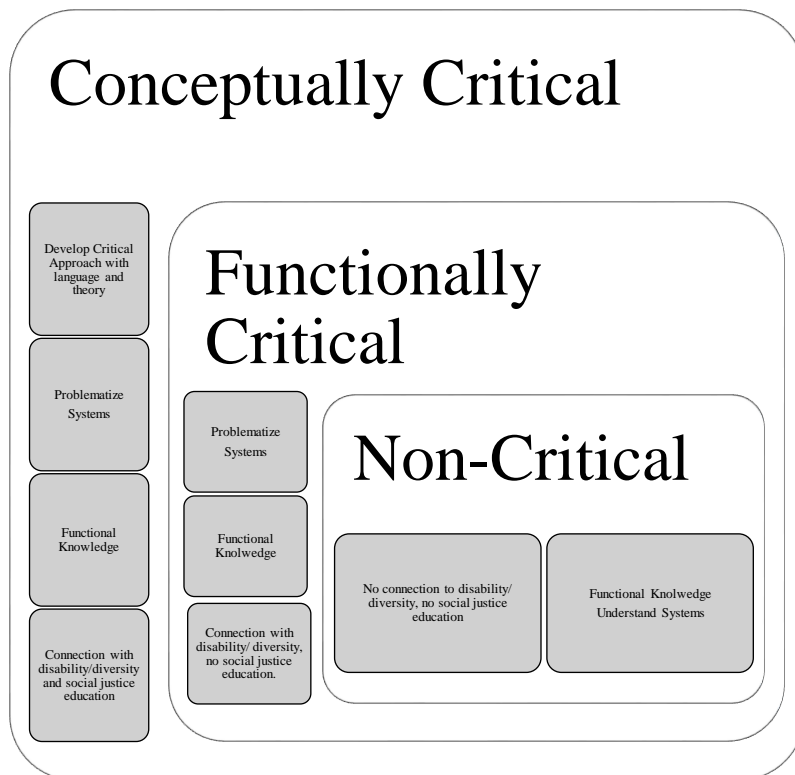 Conceptually Critical
Develop Critical
Approach with
language and
theory
Problematize
Systems
Functional
Knowledge
Connection with
disability/diversity
and social justice
education
Functionally
Critical
Problematize
Systems
Functional
Knolwedge
Connection with
disability/ diversity,
no social justice
education.
Non-Critical
No connection to disability/
diversity, no social justice
education
Functional Knolwedge
Understand Systems